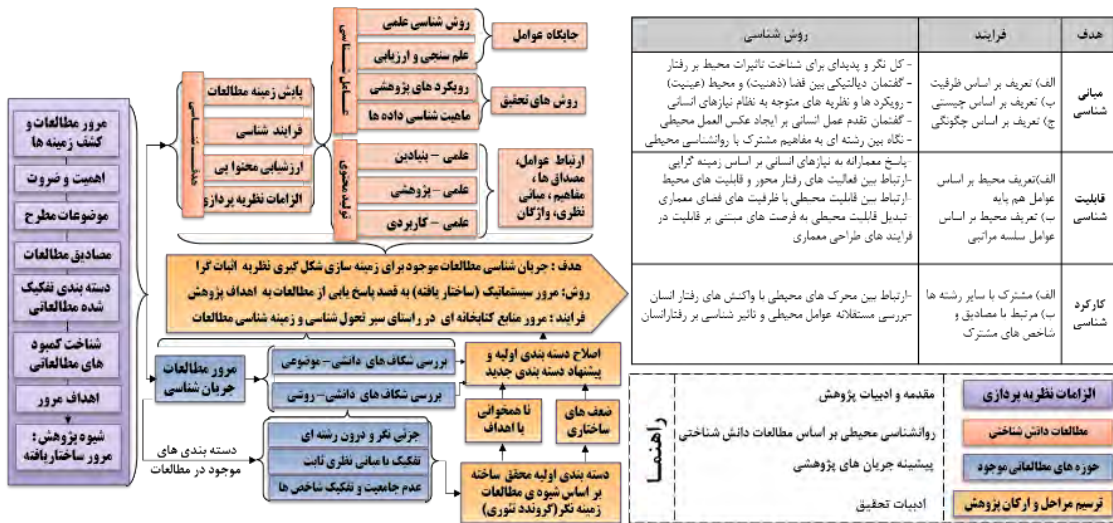 مرور مطالعات و
کشف زمینه ها
اهمیت و ضروت
موضوعات مطرح
مصادیق مطالعات
دسته بندی تفکیک
شده مطالعاتی
شناخت کمبود
های مطالعاتی
اهداف مرور
شیوه پژوهش :
مرور ساختاریافته
هدف شناسی
پایش زمینه مطالعات
فرایند شناسی
ارزشیابی محتوا یی
الزامات نظریه پردازی
عامل شناسی
روش شناسی علمی
علم سنجی و ارزیابی
رویکرد های پژوهشی
ماهیت شناسی داده ها
جایگاه عوامل
روش های تحقیق
تولید محتوی
علمی – بنیادین
علمی – پژوهشی
علمی – کاربردی
ارتباط عوامل،
مصداق ها ،
مفاهیم ، مبانی
نظری، واژگان
هدف : جریان شناسی مطالعات موجود برای زمینه سازی شکل گیری نظریه اثبات گرا
روش: مرور سیستماتیک (ساختار یافته) به قصد پاسخ یابی از مطالعات به اهداف پژوهش
فرایند : مرور منابع کتابخانه ای در راستای سیر تحول شناسی و زمینه شناسی مطالعات
مرور مطالعات
جریان شناسی
بررسی شکاف های دانشی – موضوعی
بررسی شکاف های دانشی – روشی
اصلاح دسته بندی اولیه و
پیشنهاد دسته بندی جدید
نا همخوانی
با اهداف
ضعف های
ساختاری
دسته بندی های
موجود در مطالعات
جزئی نگر و درون رشته ای
تفکیک با مبانی نظری ثابت
عدم جامعیت و تفکیک شاخص ها
دسته بندی اولیه محقق ساخته
بر اساس شیوه ی مطالعات
زمینه نگر(گروندد تئوری)
هدف
فرایند
روش شناسی
مبانی
شناسی
الف) تعریف بر اساس ظرفیت
ب) تعریف بر اساس چیستی
ج) تعریف بر اساس چگونگی
- کل نگر و پدیدای برای شناخت تاثیرات محیط بر رفتار
- گفتمان دیالتیکی بین فضا (ذهنیت) و محیط (عینیت)
- رویکرد ها و نظریه های متوجه به نظام نیازهای انسانی
- گفتمان تقدم عمل انسانی بر ایجاد عکس العمل محیطی
- نگاه بین رشته ای به مفاهیم مشترک با روانشناسی محیطی
قابلیت
شناسی
الف)تعریف محیط بر اساس
عوامل هم پایه
ب) تعریف محیط بر اساس
عوامل سلسه مراتبی
-پاسخ معمارانه به نیازهای انسانی بر اساس زمینه گرایی
-ارتباط بین فعالیت های رفتار محور و قابلیت های محیط
-ارتباط بین قابلیت محیطی با ظرفیت های فضای معماری
-تبدیل قابلیت محیطی به فرصت های مبتنی بر قابلیت در
فرایند های طراحی معماری
کارکرد
شناسی
الف) مشترک با سایر رشته ها
ب) مرتبط با مصادیق و
شاخص های مشترک
-ارتباط بین محرک های محیطی با واکنش های رفتار انسان
-بررسی مستقلانه عوامل محیطی و تاثیر شناسی بر رفتارانسان
راهنما
الزامات نظریه پردازی
مقدمه و ادبیات پژوهش
مطالعات دانش شناختی
روانشناسی محیطی بر اساس مطالعات دانش شناختی
حوزه های مطالعاتی موجود
پیشینه جریان های پژوهشی
ترسیم مراحل و ارکان پژوهش
ادبیات تحقیق